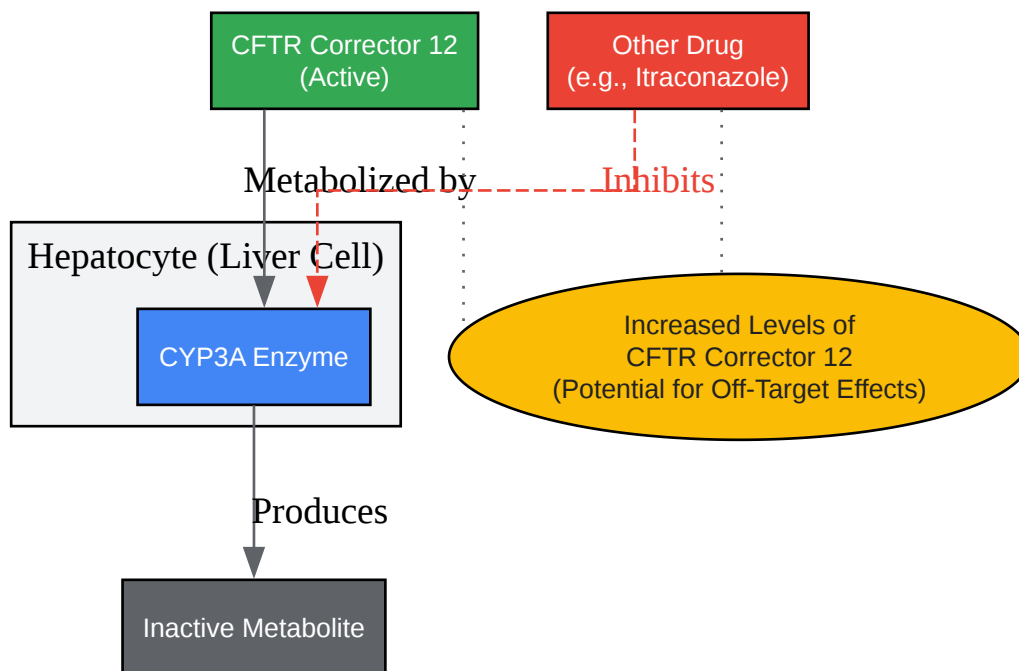 CFTR Corrector 12
(Active)
Other Drug
(e.g., Itraconazole)
Metabolized by
Inhibits
Hepatocyte (Liver Cell)
CYP3A Enzyme
Increased Levels of
CFTR Corrector 12
(Potential for Off-Target Effects)
Produces
Inactive Metabolite